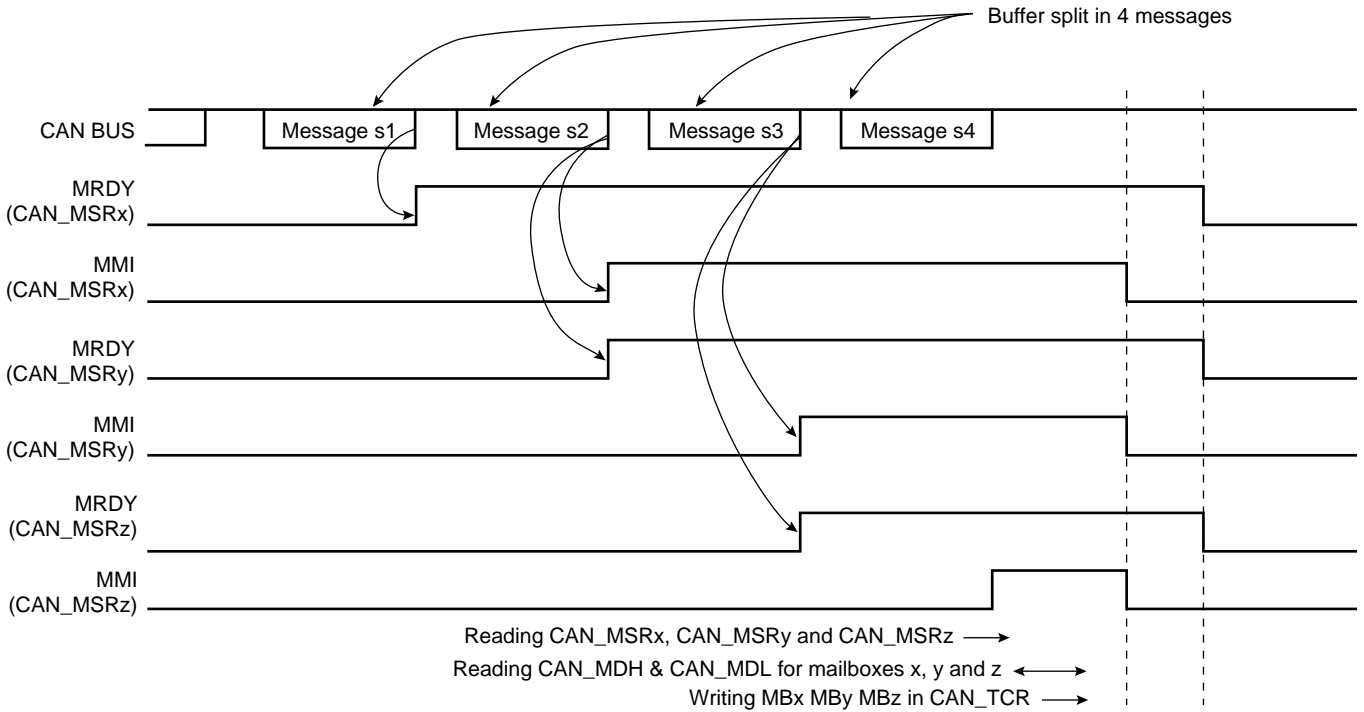 Buffer split in 4 messages
CAN BUS
Message s1
Message s2
Message s3
Message s4
MRDY
(CAN_MSRx)
MMI
(CAN_MSRx)
MRDY
(CAN_MSRy)
MMI
(CAN_MSRy)
MRDY
(CAN_MSRz)
MMI
(CAN_MSRz)
Reading CAN_MSRx, CAN_MSRy and CAN_MSRz
Reading CAN_MDH & CAN_MDL for mailboxes x, y and z
Writing MBx MBy MBz in CAN_TCR